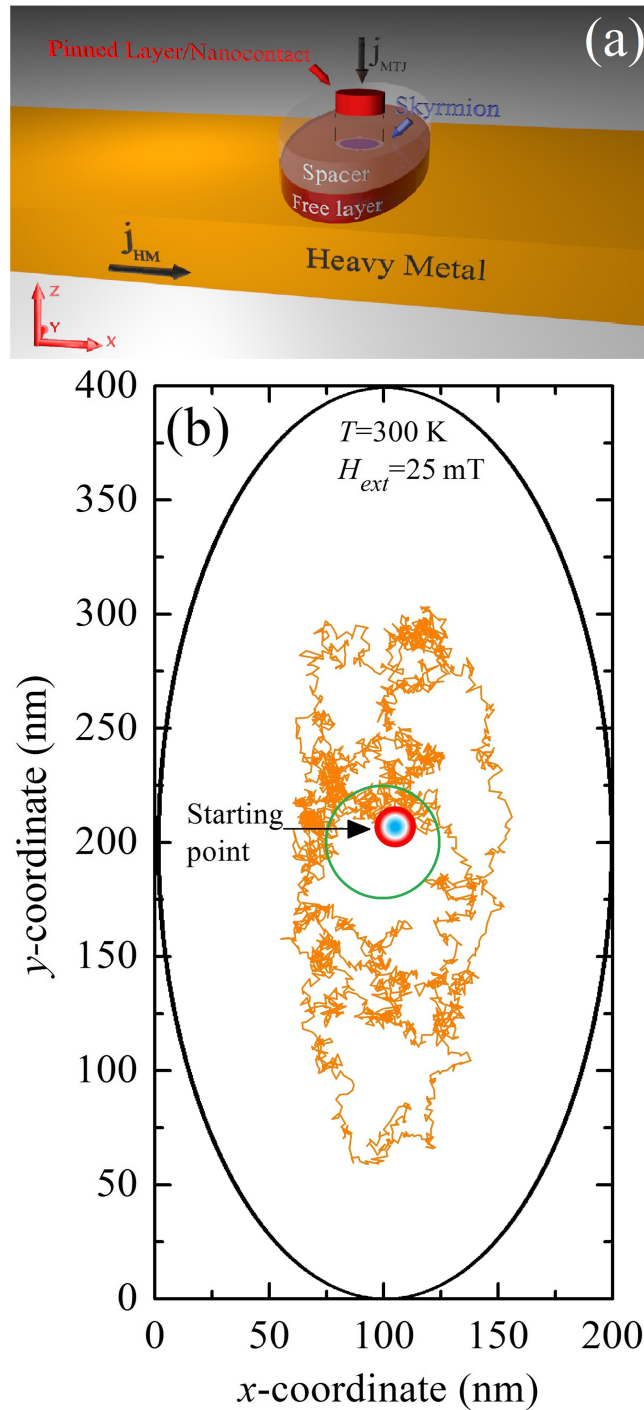 (a)
Pinned Layer/Nanocontact
jMTJ
Skyrmion
Spacer
Free layer
jHM
Heavy Metal
Z
Y
X
(b)
T=300 K
Hext=25 mT
Starting
point
400
350
300
250
200
150
100
50
0
y-coordinate (nm)
0 50 100 150 200
x-coordinate (nm)